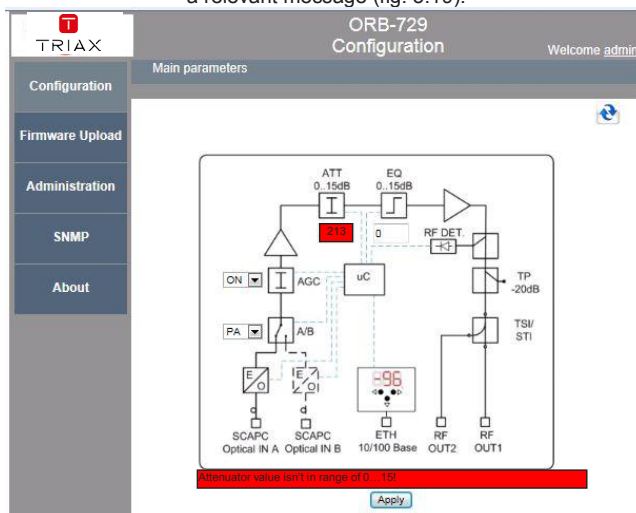 a relevant message (fig. 5.10).
TRIAX
ORB-729
Configuration
Welcome admin
Main parameters
Configuration
Firmware Upload
Administration
SNMP
About
ATT
0..15dB
EQ
0..15dB
213
0
RF DET.
ON
AGC
uC
TP
-20dB
PA
A/B
TSI/
STI
E
O
E
O
-96
SCAPC
Optical IN A
SCAPC
Optical IN B
ETH
10/100 Base
RF
OUT2
RF
OUT1
Attenuator value isn't in range of 0...15!
Apply